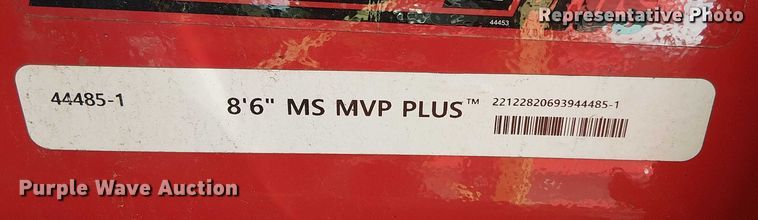 Representative Photo
44453
44485-1
8'6" MS MVP PLUS™
22122820693944485-1
Purple Wave Auction